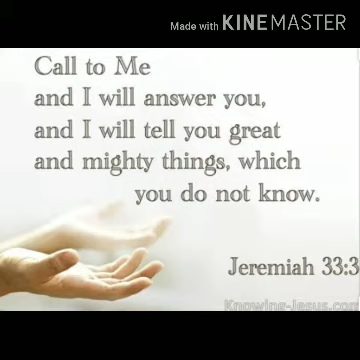 Made with KINEMASTER
Call to Me
and I will answer you,
and I will tell you great
and mighty things, which
you do not know.
Jeremiah 33:3
Knowing-Jesus.com